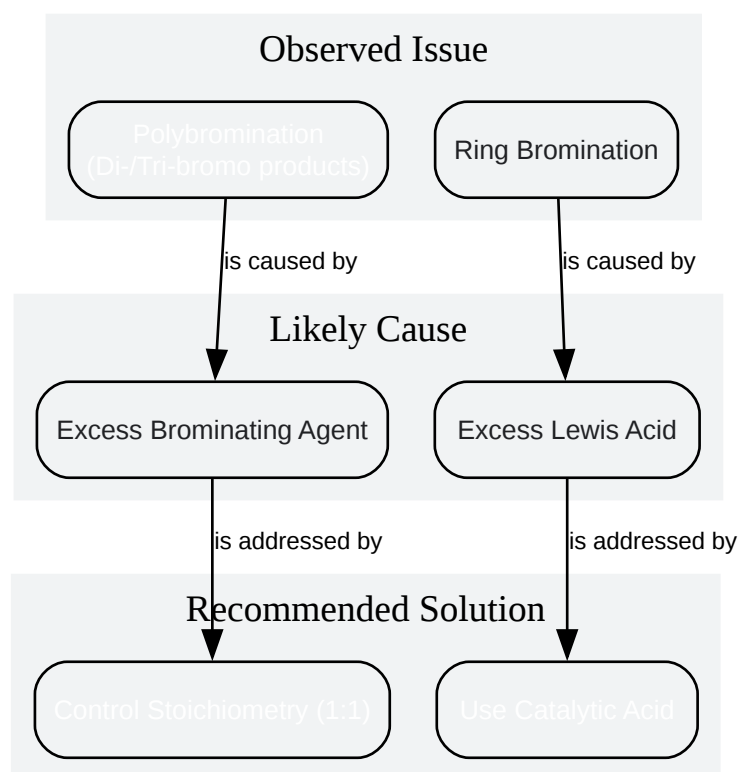 Observed Issue
Polybromination
(Di-/Tri-bromo products)
Ring Bromination
is caused by
is caused by
Likely Cause
Excess Brominating Agent
Excess Lewis Acid
is addressed by
is addressed by
Recommended Solution
Control Stoichiometry (1:1)
Use Catalytic Acid